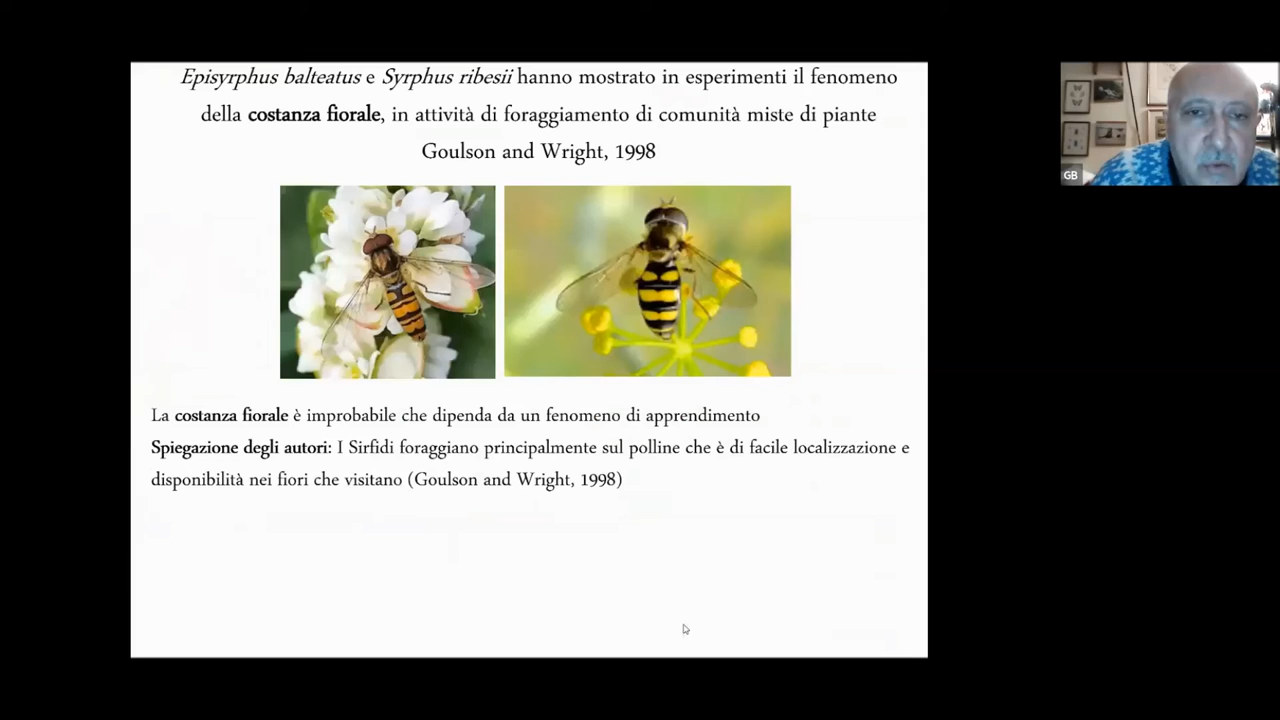 Episyrphus balteatus e Syrphus ribesii hanno mostrato in esperimenti il fenomeno
della costanza fiorale, in attività di foraggiamento di comunità miste di piante
Goulson and Wright, 1998
GB
La costanza fiorale è improbabile che dipenda da un fenomeno di apprendimento
Spiegazione degli autori: I Sirfidi foraggiano principalmente sul polline che è di facile localizzazione e
disponibilità nei fiori che visitano (Goulson and Wright, 1998)